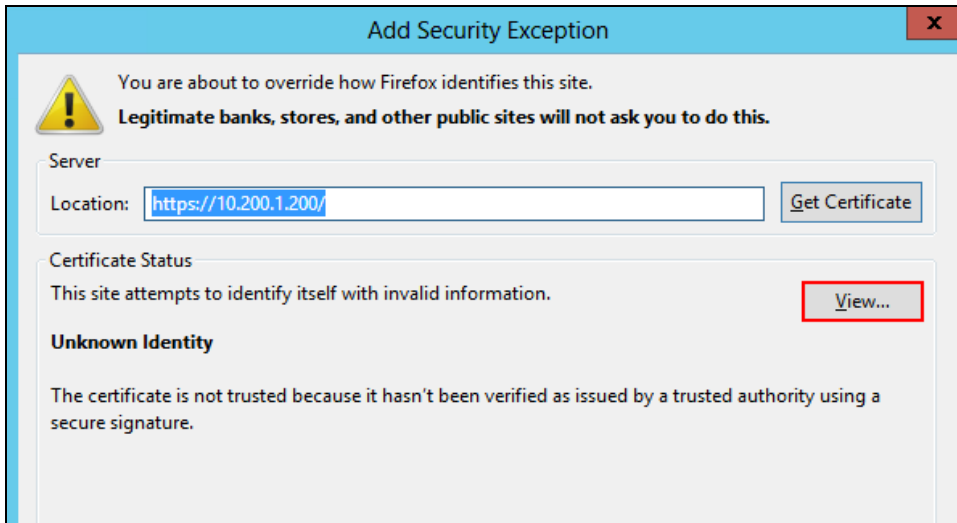 Add Security Exception
x
You are about to override how Firefox identifies this site.
Legitimate banks, stores, and other public sites will not ask you to do this.
Server
Location: https://10.200.1.200/ Get Certificate
Certificate Status
This site attempts to identify itself with invalid information.
View...
Unknown Identity
The certificate is not trusted because it hasn't been verified as issued by a trusted authority using a
secure signature.